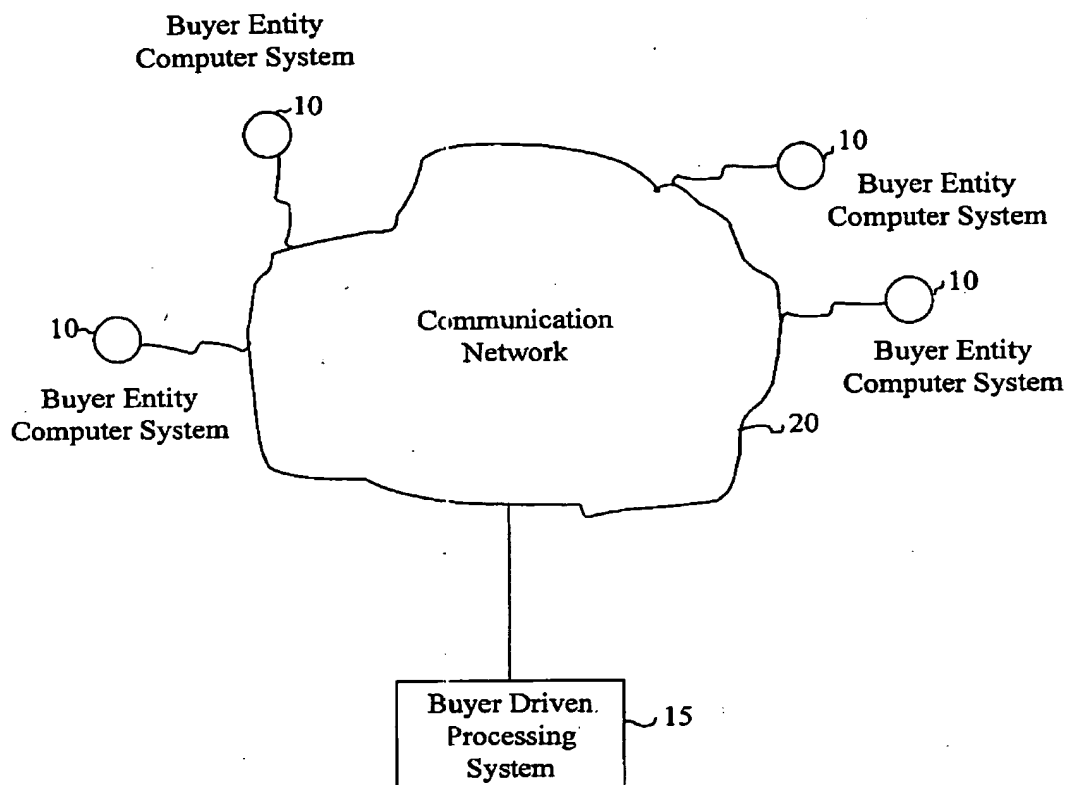 Buyer Entity
Computer System
10
10
Buyer Entity
Computer System
10
Buyer Entity
Computer System
10
Buyer Entity
Computer System
Communication
Network
20
Buyer Driven
Processing
System
15